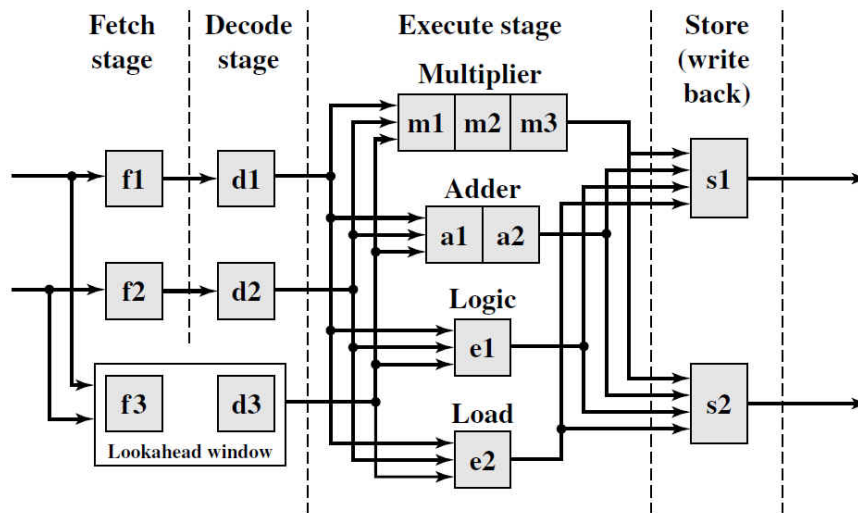 Fetch
stage
Decode
stage
Execute stage
Store
(write
back)
Multiplier
m1 m2 m3
f1 d1 s1
Adder
a1 a2
f2 d2
Logic
e1
f3 d3 s2
Load
Lookahead window
e2